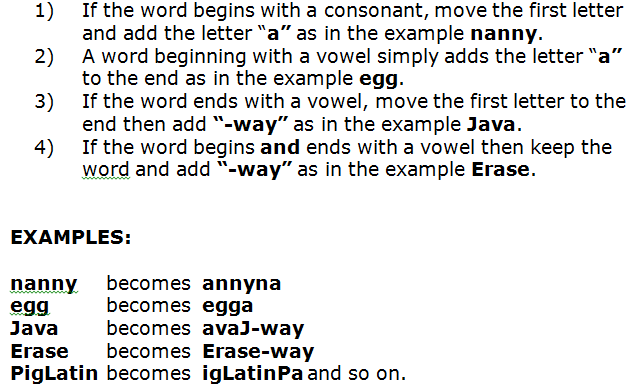 1) If the word begins with a consonant, move the first letter
and add the letter “a” as in the example nanny.
2) A word beginning with a vowel simply adds the letter “a”
to the end as in the example egg.
3) If the word ends with a vowel, move the first letter to the
end then add “-way” as in the example Java.
4) If the word begins and ends with a vowel then keep the
word and add “-way” as in the example Erase.
EXAMPLES:
nanny becomes annyna
egg becomes egga
Java becomes avaJ-way
Erase becomes Erase-way
PigLatin becomes igLatinPa and so on.